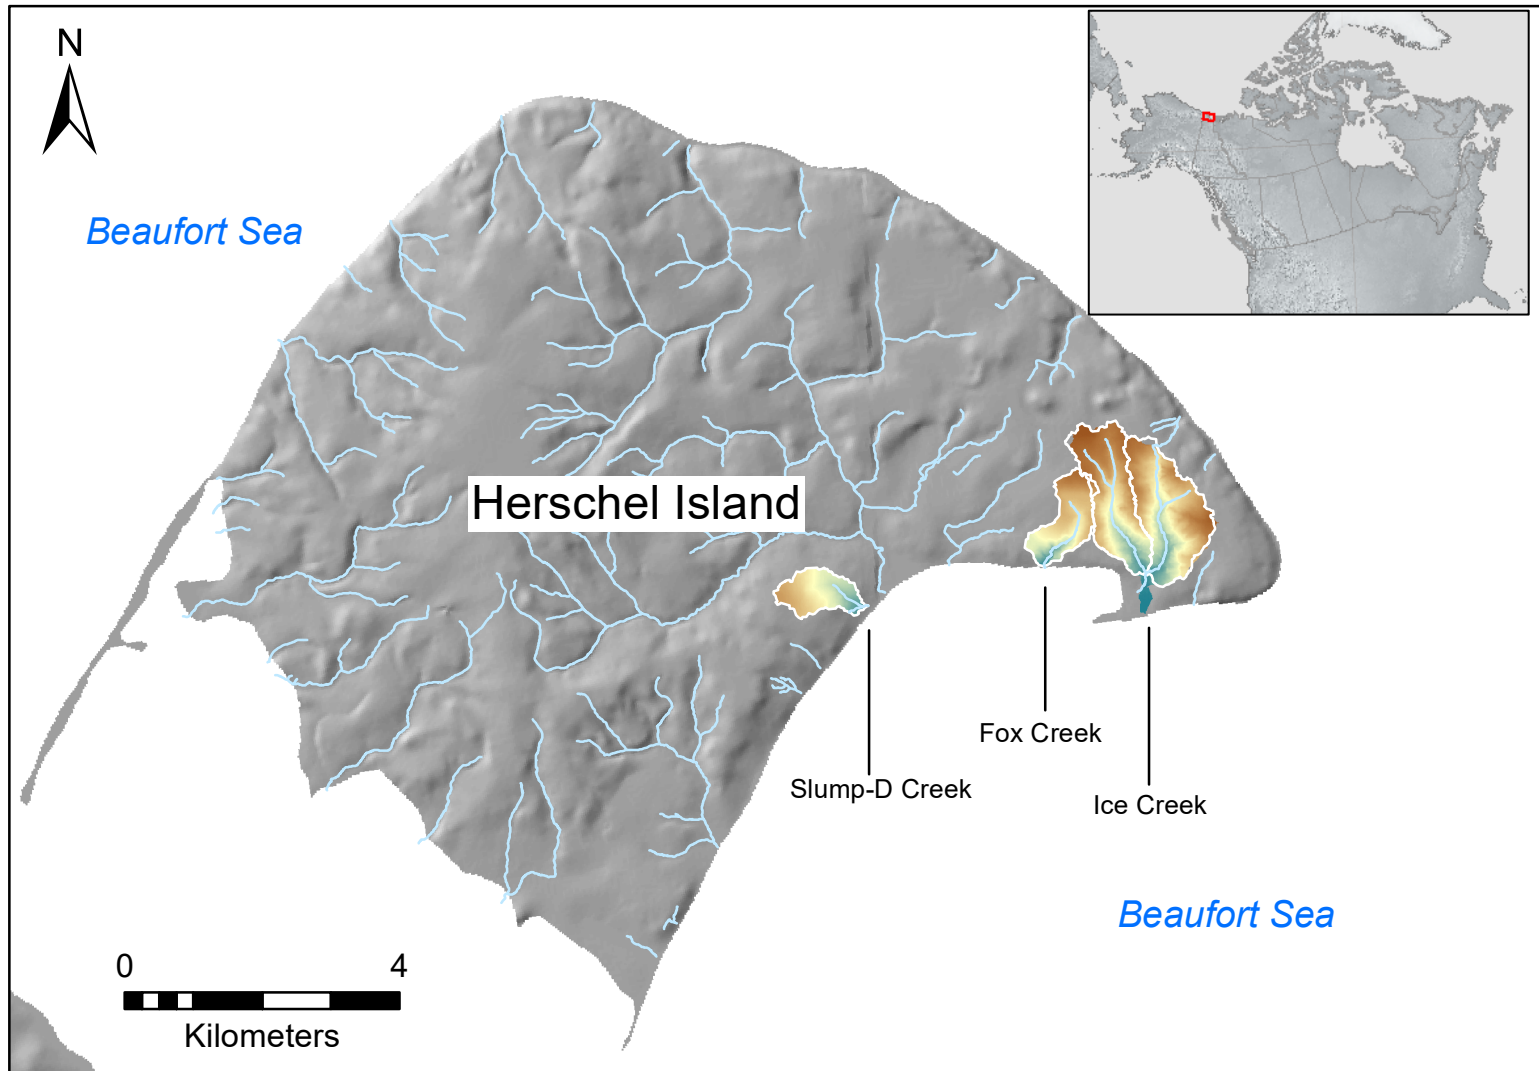 N
Beaufort Sea
Herschel Island
Fox Creek
Slump-D Creek
Ice Creek
Beaufort Sea
0 4
Kilometers